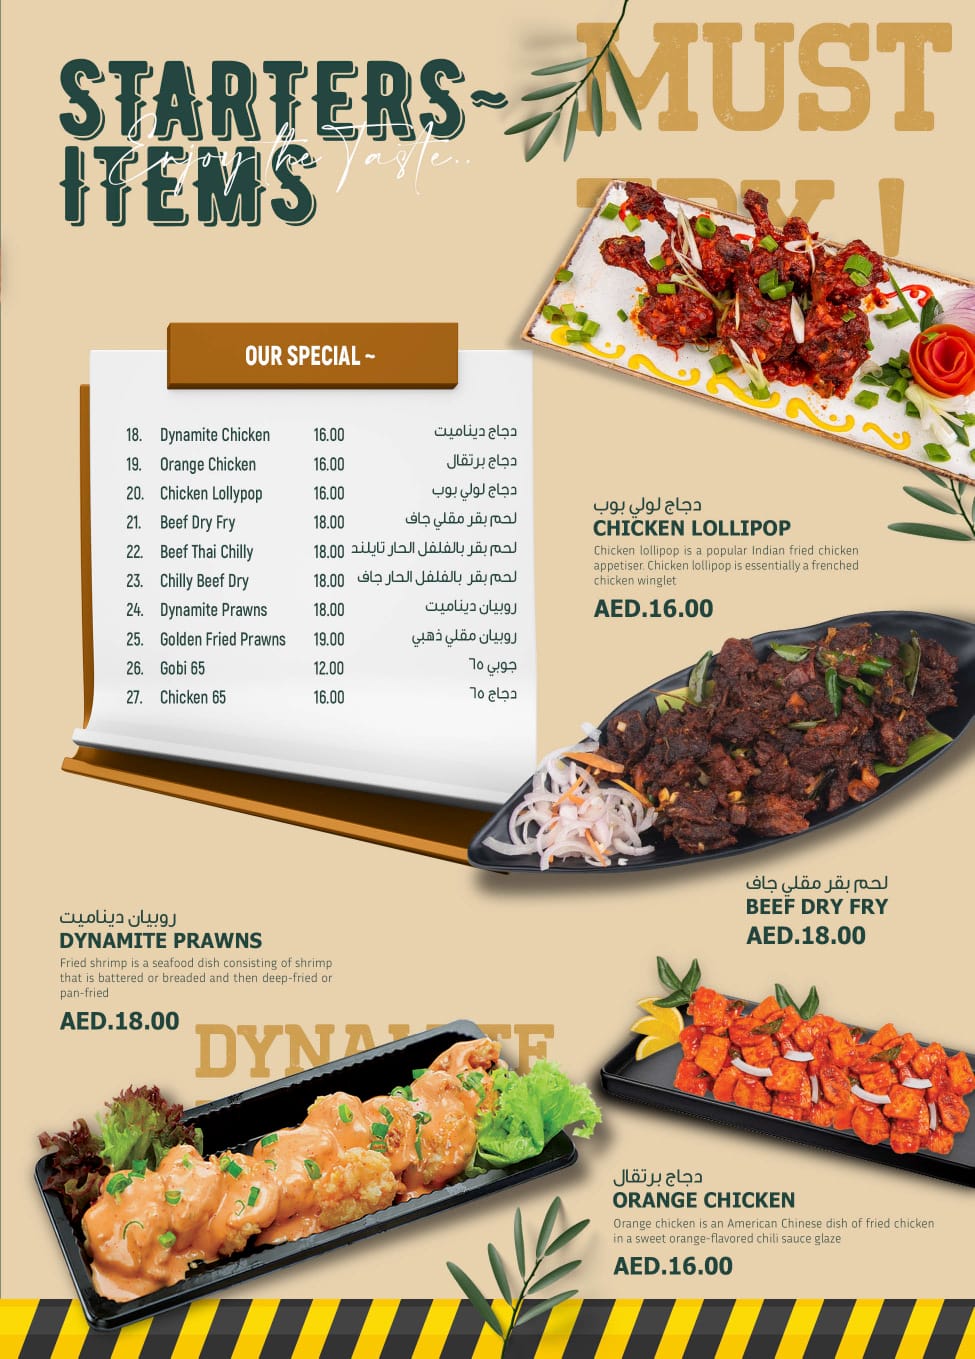 STARTERS~
ITEMS
Enjoy the Taste..
MUST
TRY !
OUR SPECIAL ~
18. Dynamite Chicken 16.00 دجاج ديناميت
19. Orange Chicken 16.00 دجاج برتقال
20. Chicken Lollypop 16.00 دجاج لولي بوب
21. Beef Dry Fry 18.00 لحم بقر مقلي جاف
22. Beef Thai Chilly 18.00 لحم بقر بالفلفل الحار تايلند
23. Chilly Beef Dry 18.00 لحم بقر بالفلفل الحار جاف
24. Dynamite Prawns 18.00 روبيان ديناميت
25. Golden Fried Prawns 19.00 روبيان مقلي ذهبي
26. Gobi 65 12.00 جوبي ٦٥
27. Chicken 65 16.00 دجاج ٦٥
دجاج لولي بوب
CHICKEN LOLLIPOP
Chicken lollipop is a popular Indian fried chicken
appetiser. Chicken lollipop is essentially a frenched
chicken winglet
AED.16.00
لحم بقر مقلي جاف
BEEF DRY FRY
AED.18.00
روبيان ديناميت
DYNAMITE PRAWNS
Fried shrimp is a seafood dish consisting of shrimp
that is battered or breaded and then deep-fried or
pan-fried
AED.18.00
DYNAMITE
دجاج برتقال
ORANGE CHICKEN
Orange chicken is an American Chinese dish of fried chicken
in a sweet orange-flavored chili sauce glaze
AED.16.00